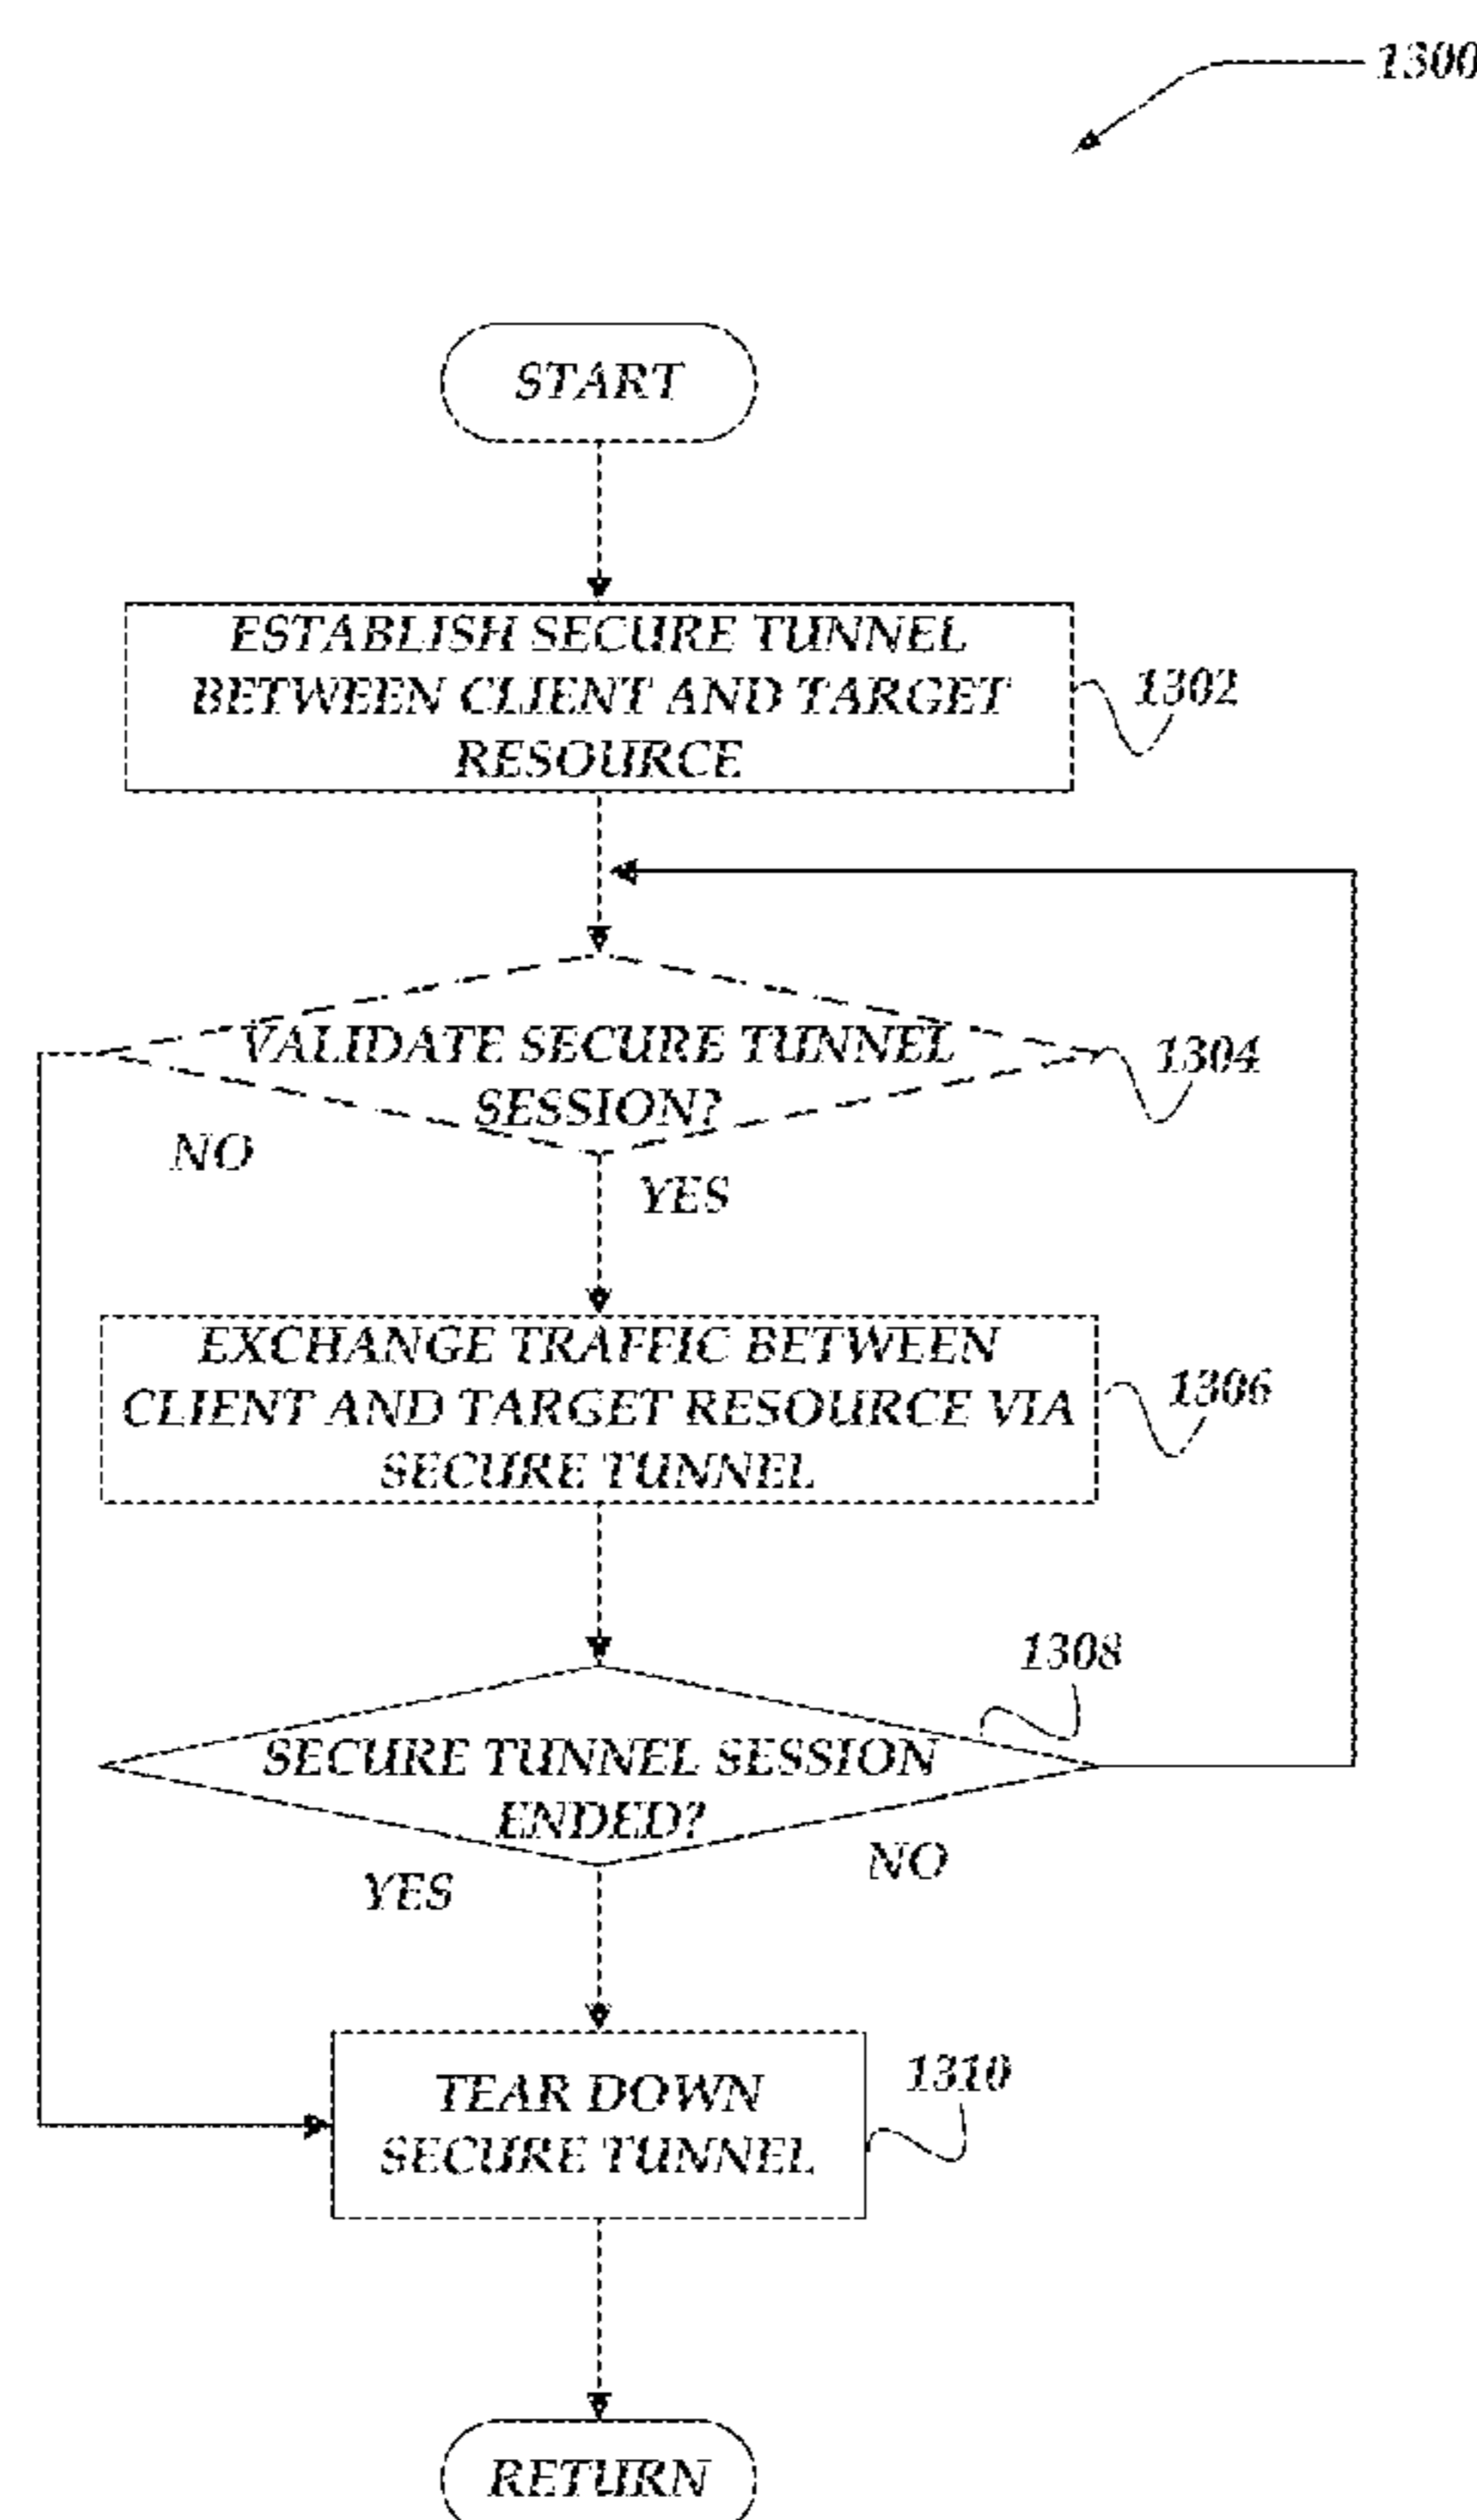 1300
START
ESTABLISH SECURE TUNNEL
BETWEEN CLIENT AND TARGET
RESOURCE
1302
VALIDATE SECURE TUNNEL
SESSION?
1304
NO
YES
EXCHANGE TRAFFIC BETWEEN
CLIENT AND TARGET RESOURCE VIA
SECURE TUNNEL
1306
1308
SECURE TUNNEL SESSION
ENDED?
NO
YES
TEAR DOWN
SECURE TUNNEL
1310
RETURN